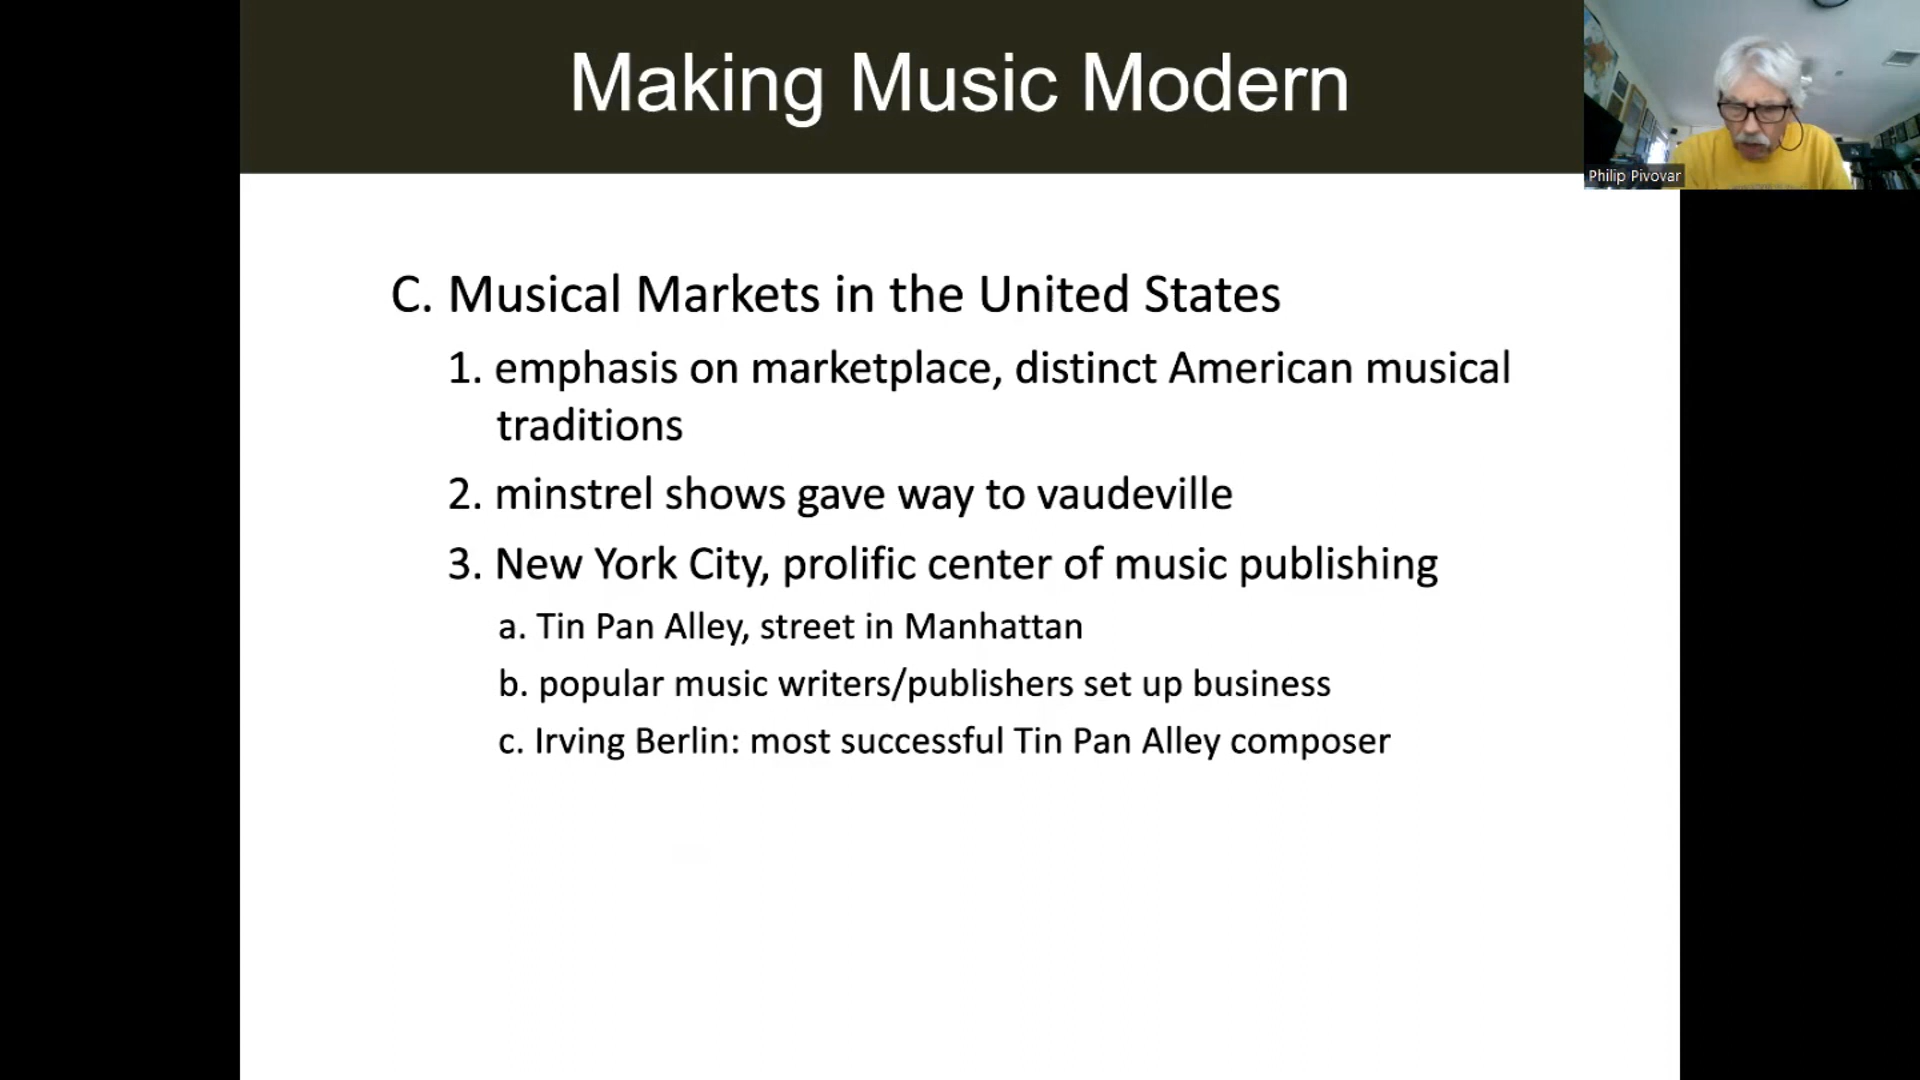 Making Music Modern
Philip Pivovar
C. Musical Markets in the United States
1. emphasis on marketplace, distinct American musical
traditions
2. minstrel shows gave way to vaudeville
3. New York City, prolific center of music publishing
a. Tin Pan Alley, street in Manhattan
b. popular music writers/publishers set up business
c. Irving Berlin: most successful Tin Pan Alley composer